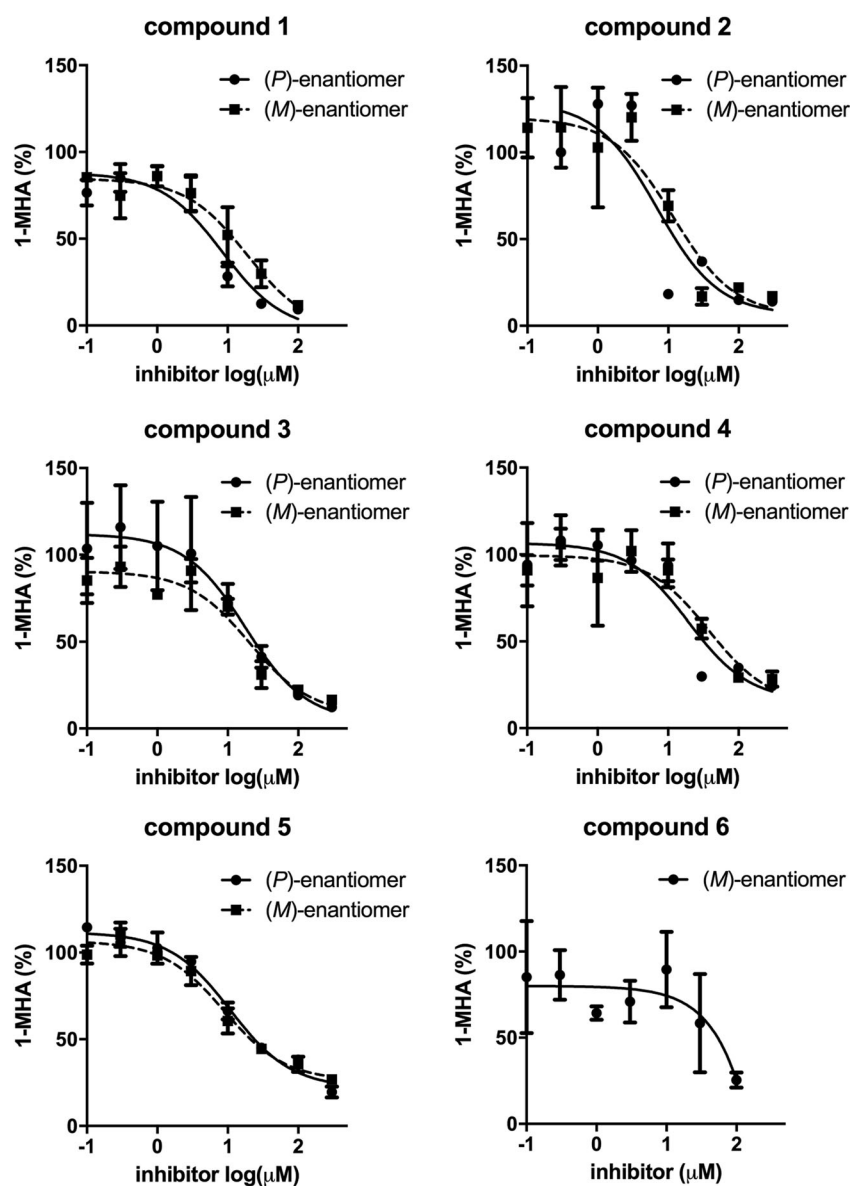 compound 1
150
100
50
0
1-MHA (%)
(P)-enantiomer
(M)-enantiomer
-1 0 1 2
inhibitor log(μM)
compound 2
150
100
50
0
1-MHA (%)
(P)-enantiomer
(M)-enantiomer
-1 0 1 2
inhibitor log(μM)
compound 3
150
100
50
0
1-MHA (%)
(P)-enantiomer
(M)-enantiomer
-1 0 1 2
inhibitor log(μM)
compound 4
150
100
50
0
1-MHA (%)
(P)-enantiomer
(M)-enantiomer
-1 0 1 2
inhibitor log(μM)
compound 5
150
100
50
0
1-MHA (%)
(P)-enantiomer
(M)-enantiomer
-1 0 1 2
inhibitor log(μM)
compound 6
150
100
50
0
1-MHA (%)
(M)-enantiomer
-1 0 1 2
inhibitor (μM)